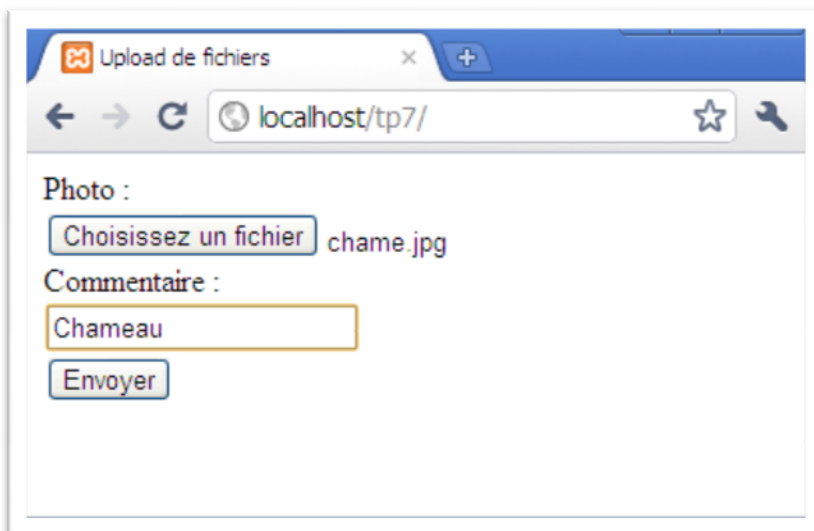 Upload de fichiers
localhost/tp7/
Photo :
Choisissez un fichier chame.jpg
Commentaire :
Chameau
Envoyer